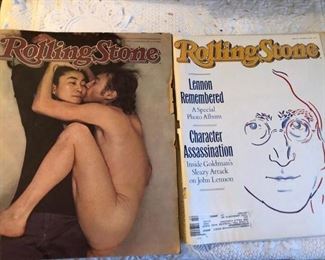 RollingStone
RollingStone
Lennon
Remembered
A Special
Photo Album
Character
Assassination
Inside Goldman's
Sleazy Attack
on John Lennon